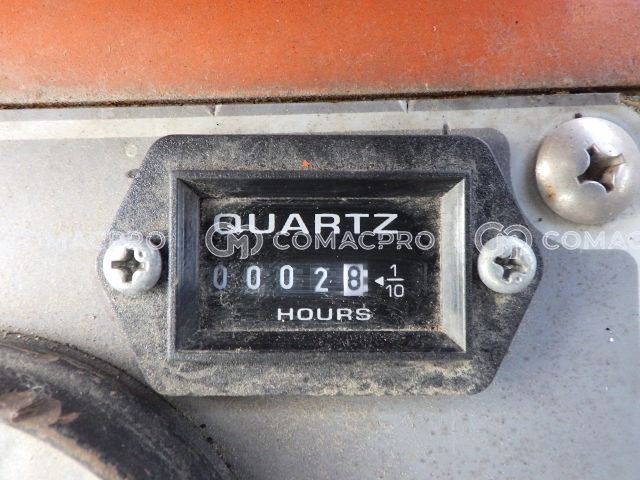 QUARTZ
COMACPRO COMACPRO COMACPRO
00028 ◄1/10
HOURS